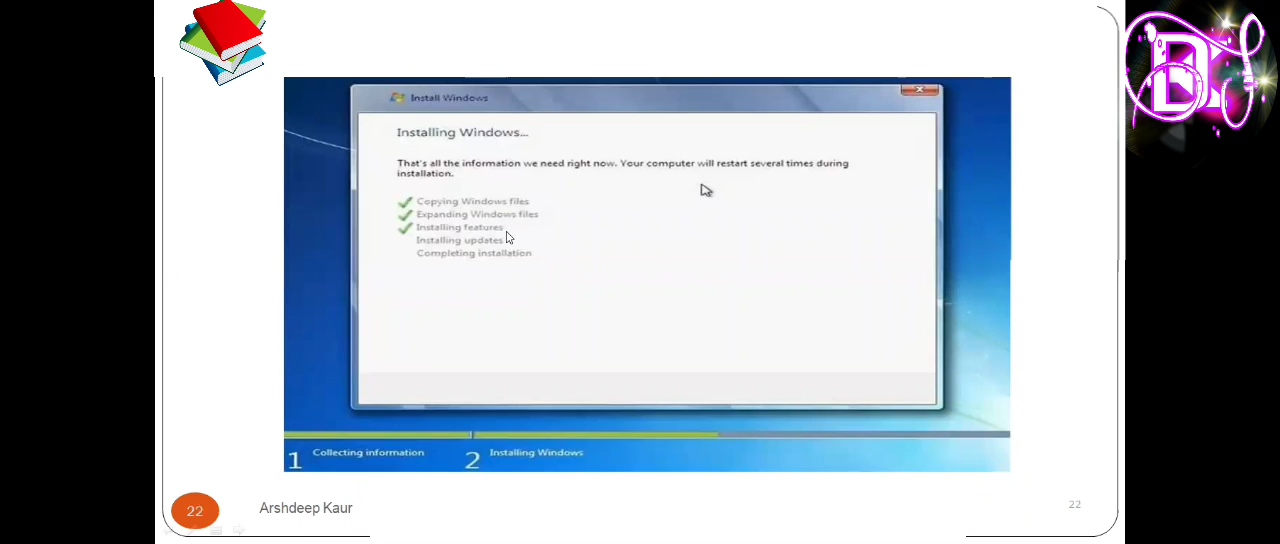 Install Windows
Installing Windows...
That's all the information we need right now. Your computer will restart several times during
installation.
Copying Windows files
Expanding Windows files
Installing features
Installing updates
Completing installation
1 Collecting information 2 Installing Windows
22 Arshdeep Kaur 22